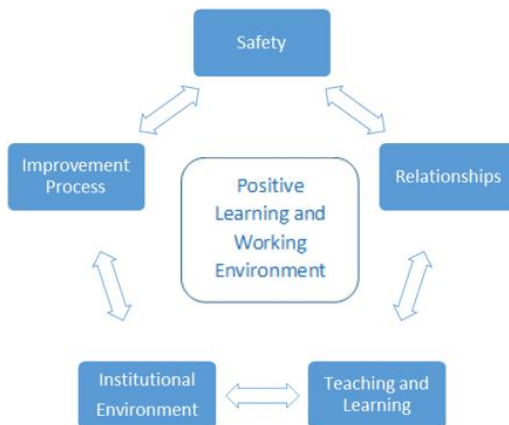 Safety
Improvement
Process
Relationships
Positive
Learning and
Working
Environment
Institutional
Environment
Teaching and
Learning